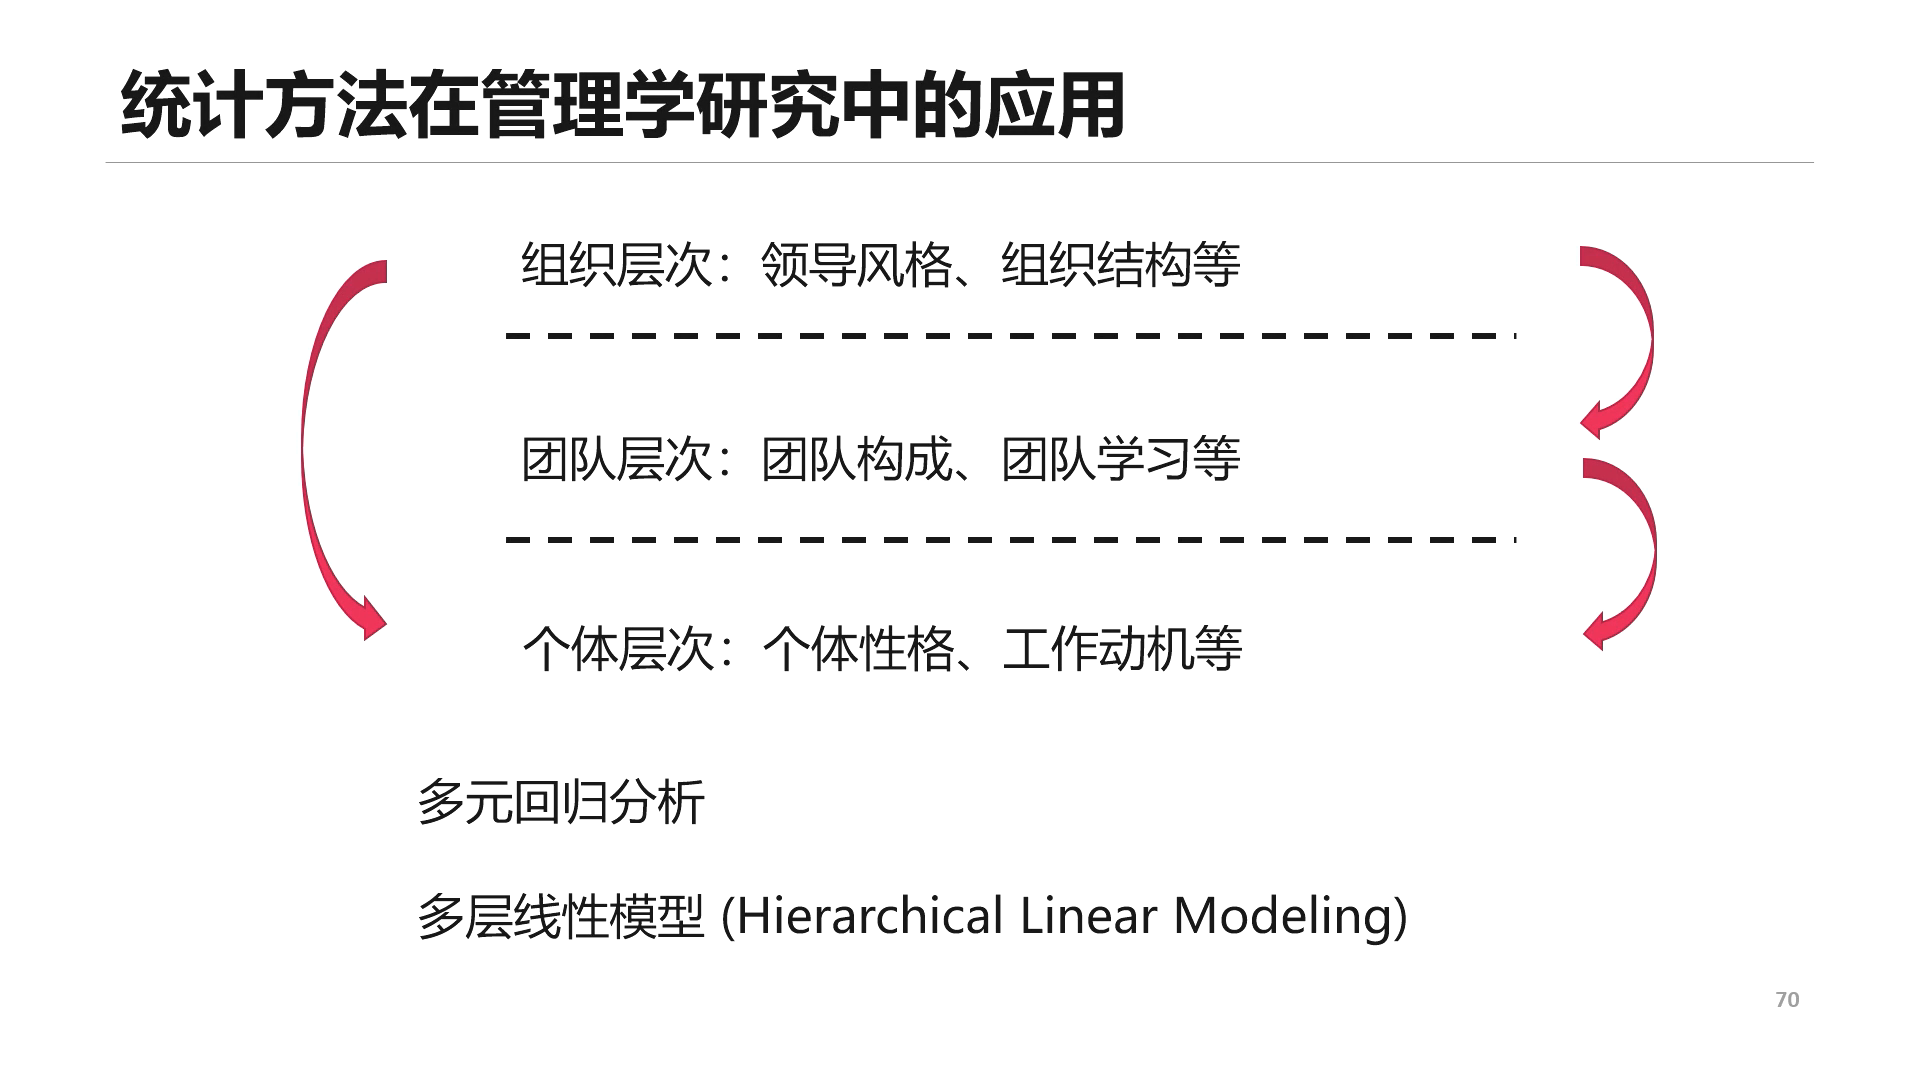 统计方法在管理学研究中的应用
组织层次：领导风格、组织结构等
团队层次：团队构成、团队学习等
个体层次：个体性格、工作动机等
多元回归分析
多层线性模型 (Hierarchical Linear Modeling)
70